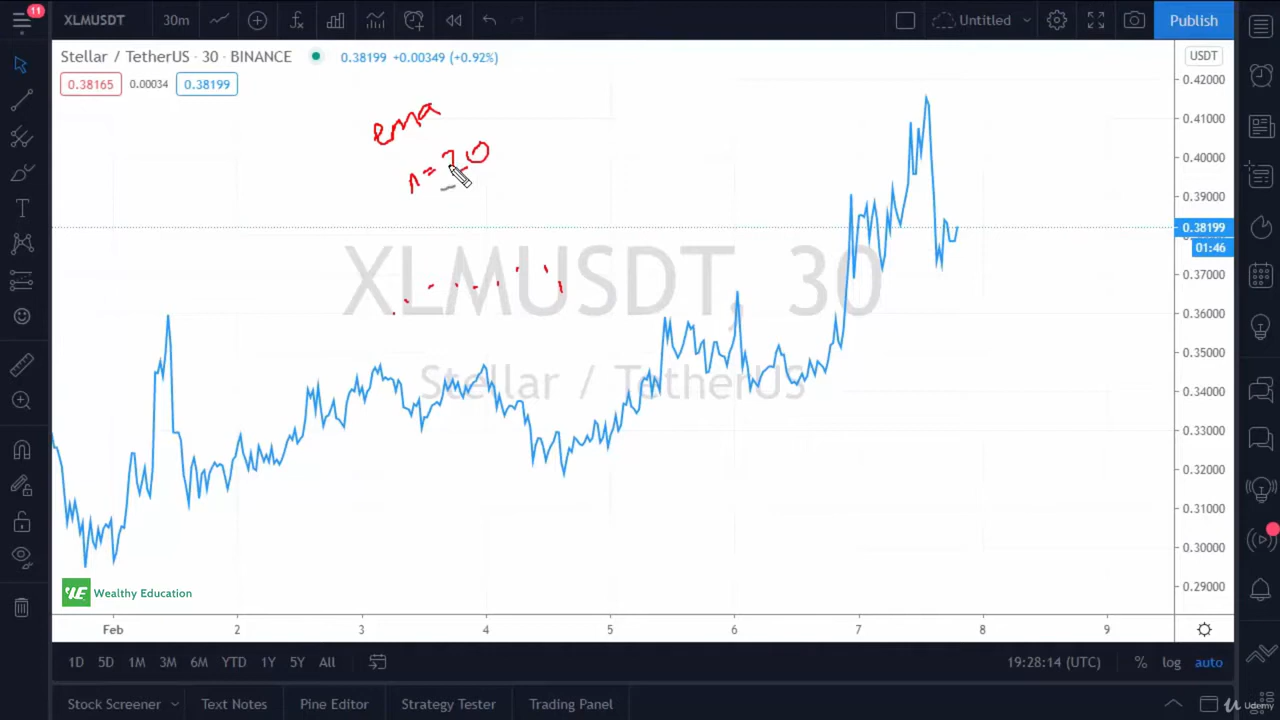 11
XLMUSDT
30m
Untitled
Publish
Stellar / TetherUS · 30 · BINANCE
0.38199 +0.00349 (+0.92%)
USDT
0.38165
0.00034
0.38199
ema
n = 20
XLMUSDT, 30
Stellar / TetherUS
0.42000
0.41000
0.40000
0.39000
0.38199
01:46
0.37000
0.36000
0.35000
0.34000
0.33000
0.32000
0.31000
0.30000
0.29000
Wealthy Education
Feb 2 3 4 5 6 7 8 9
1D 5D 1M 3M 6M YTD 1Y 5Y All
19:28:14 (UTC) % log auto
Stock Screener Text Notes Pine Editor Strategy Tester Trading Panel
Udemy